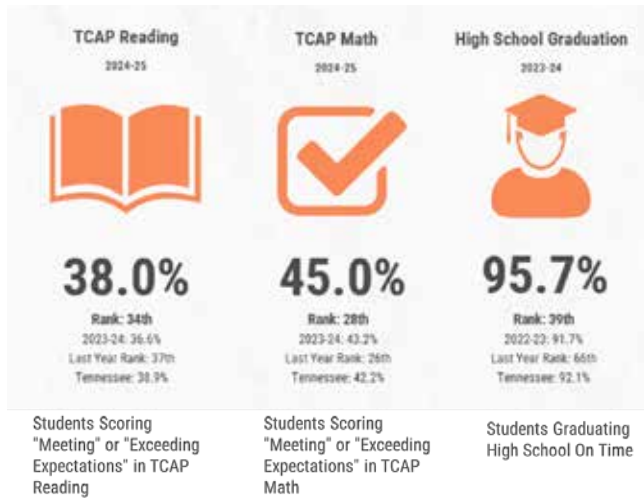 TCAP Reading
2024-25
38.0%
Rank: 34th
2023-24: 36.6%
Last Year Rank: 37th
Tennessee: 38.9%
Students Scoring
"Meeting" or "Exceeding
Expectations" in TCAP
Reading
TCAP Math
2024-25
45.0%
Rank: 28th
2023-24: 43.2%
Last Year Rank: 26th
Tennessee: 42.2%
Students Scoring
"Meeting" or "Exceeding
Expectations" in TCAP
Math
High School Graduation
2023-24
95.7%
Rank: 39th
2022-23: 91.7%
Last Year Rank: 66th
Tennessee: 92.1%
Students Graduating
High School On Time